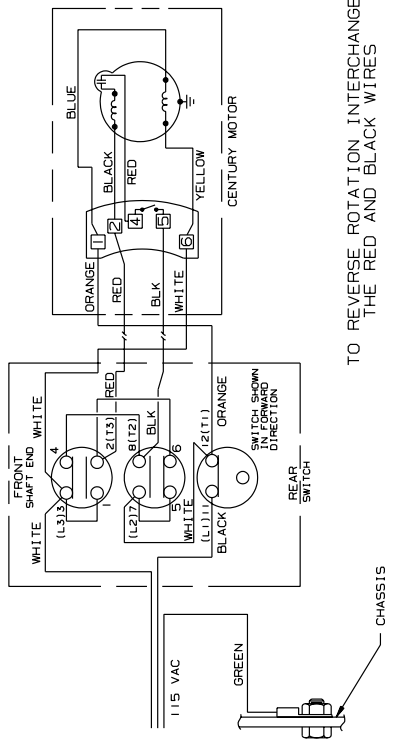 FRONT
SHAFT END
WHITE
WHITE
(L3)3
4
1
2(T3)
RED
(L2)7
8(T2)
BLK
5
6
WHITE
(L1)11
12(T1)
BLACK
ORANGE
SWITCH SHOWN
IN FORWARD
DIRECTION
REAR
SWITCH
115 VAC
GREEN
CHASSIS
ORANGE
RED
BLK
WHITE
1
2
4
5
6
BLUE
BLACK
RED
YELLOW
CENTURY MOTOR
TO REVERSE ROTATION INTERCHANGE
THE RED AND BLACK WIRES